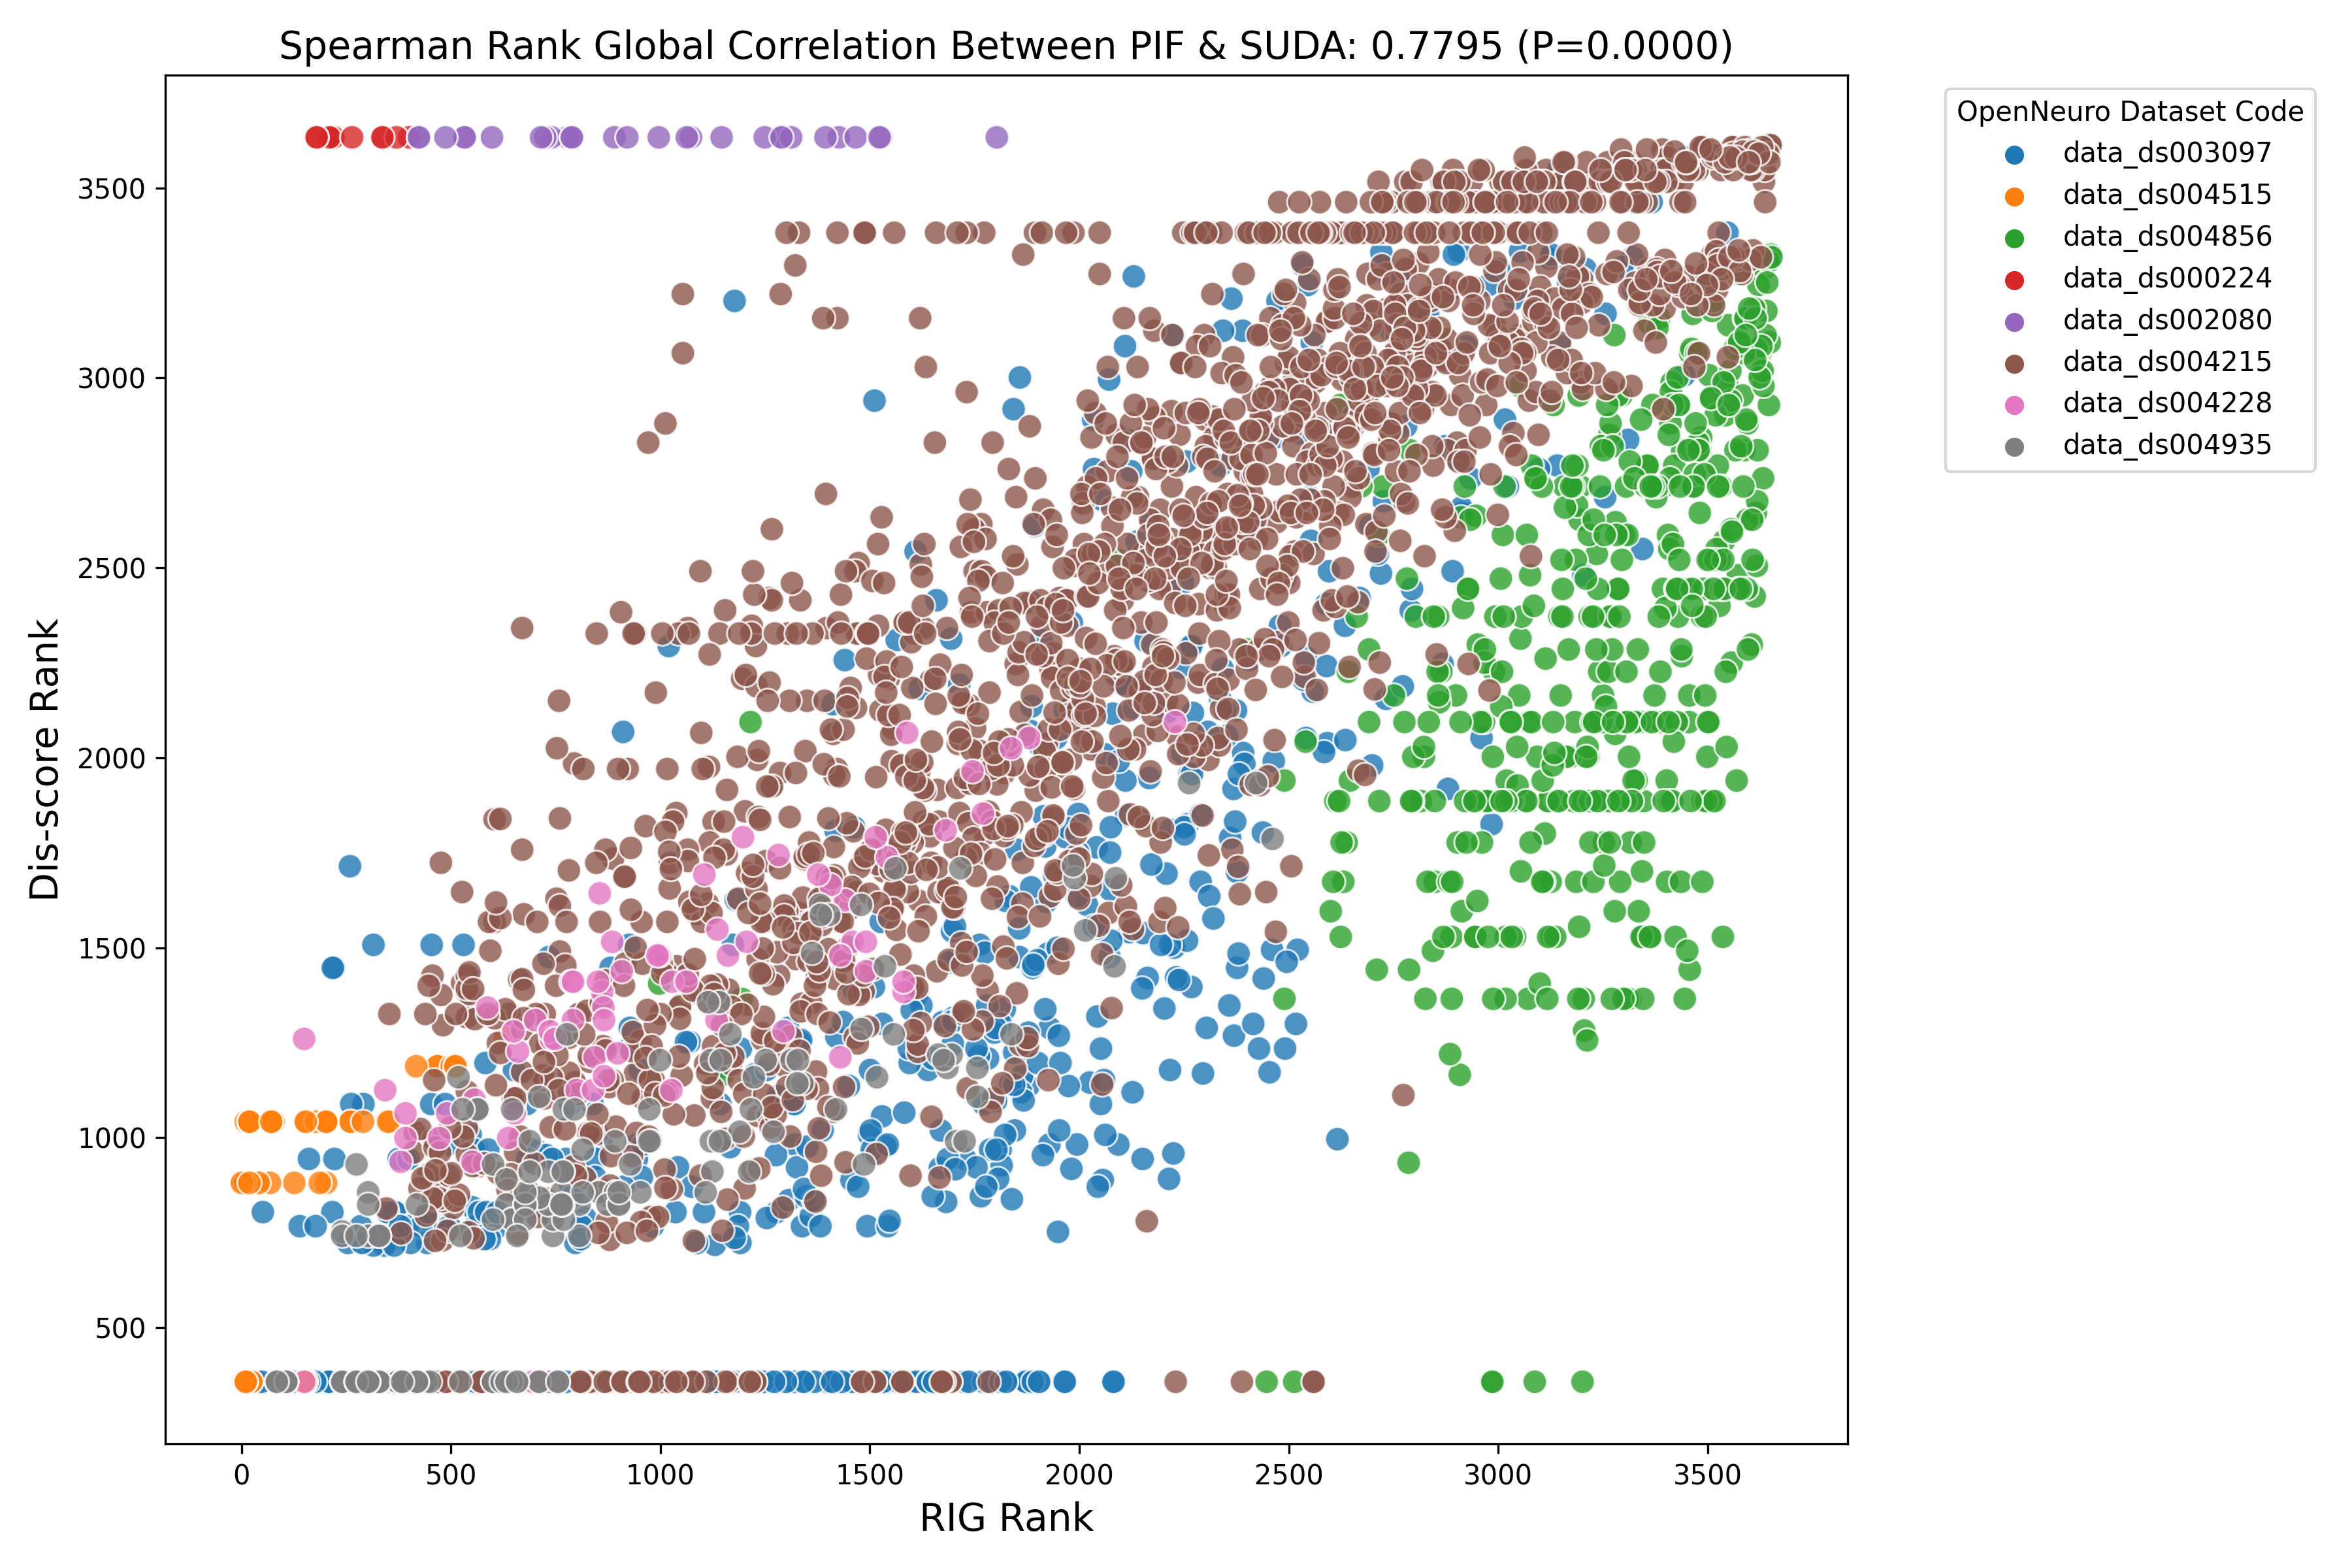 Spearman Rank Global Correlation Between PIF & SUDA: 0.7795 (P=0.0000)
OpenNeuro Dataset Code
data_ds003097
data_ds004515
data_ds004856
data_ds000224
data_ds002080
data_ds004215
data_ds004228
data_ds004935
Dis-score Rank
3500
3000
2500
2000
1500
1000
500
0 500 1000 1500 2000 2500 3000 3500
RIG Rank